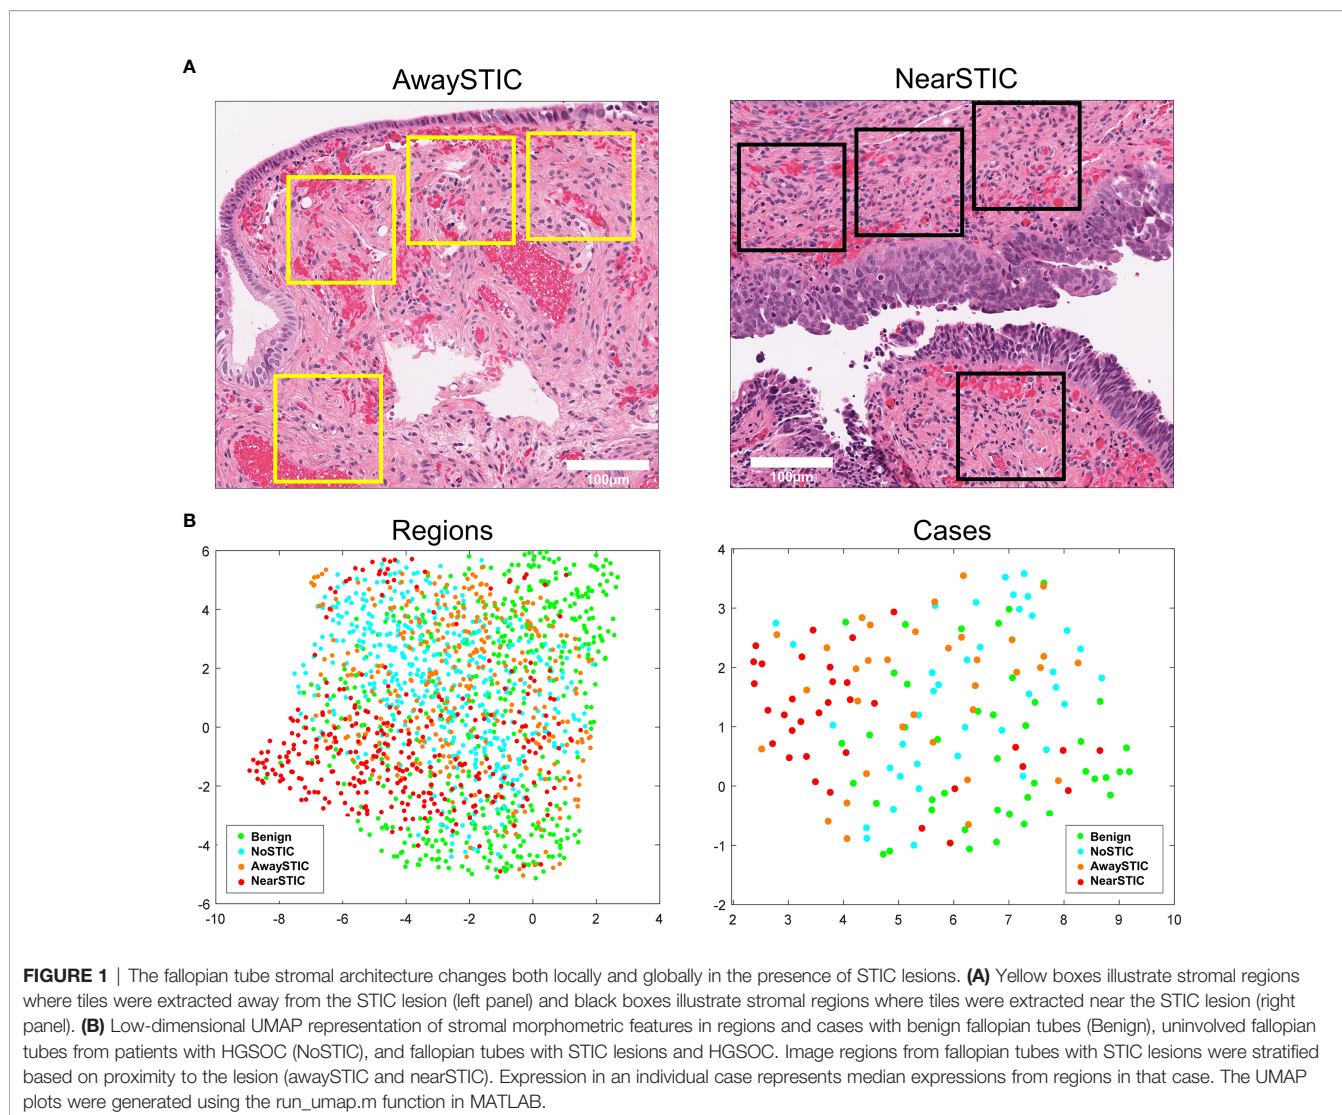 A
AwaySTIC
NearSTIC
100µm
100µm
B
Regions
Cases
6
4
2
0
-2
-4
-6
-10
-8
-6
-4
-2
0
2
4
Benign
NoSTIC
AwaySTIC
NearSTIC
4
3
2
1
0
-1
-2
2
3
4
5
6
7
8
9
10
Benign
NoSTIC
AwaySTIC
NearSTIC
FIGURE 1 | The fallopian tube stromal architecture changes both locally and globally in the presence of STIC lesions. (A) Yellow boxes illustrate stromal regions
where tiles were extracted away from the STIC lesion (left panel) and black boxes illustrate stromal regions where tiles were extracted near the STIC lesion (right
panel). (B) Low-dimensional UMAP representation of stromal morphometric features in regions and cases with benign fallopian tubes (Benign), uninvolved fallopian
tubes from patients with HGSOC (NoSTIC), and fallopian tubes with STIC lesions and HGSOC. Image regions from fallopian tubes with STIC lesions were stratified
based on proximity to the lesion (awaySTIC and nearSTIC). Expression in an individual case represents median expressions from regions in that case. The UMAP
plots were generated using the run_umap.m function in MATLAB.